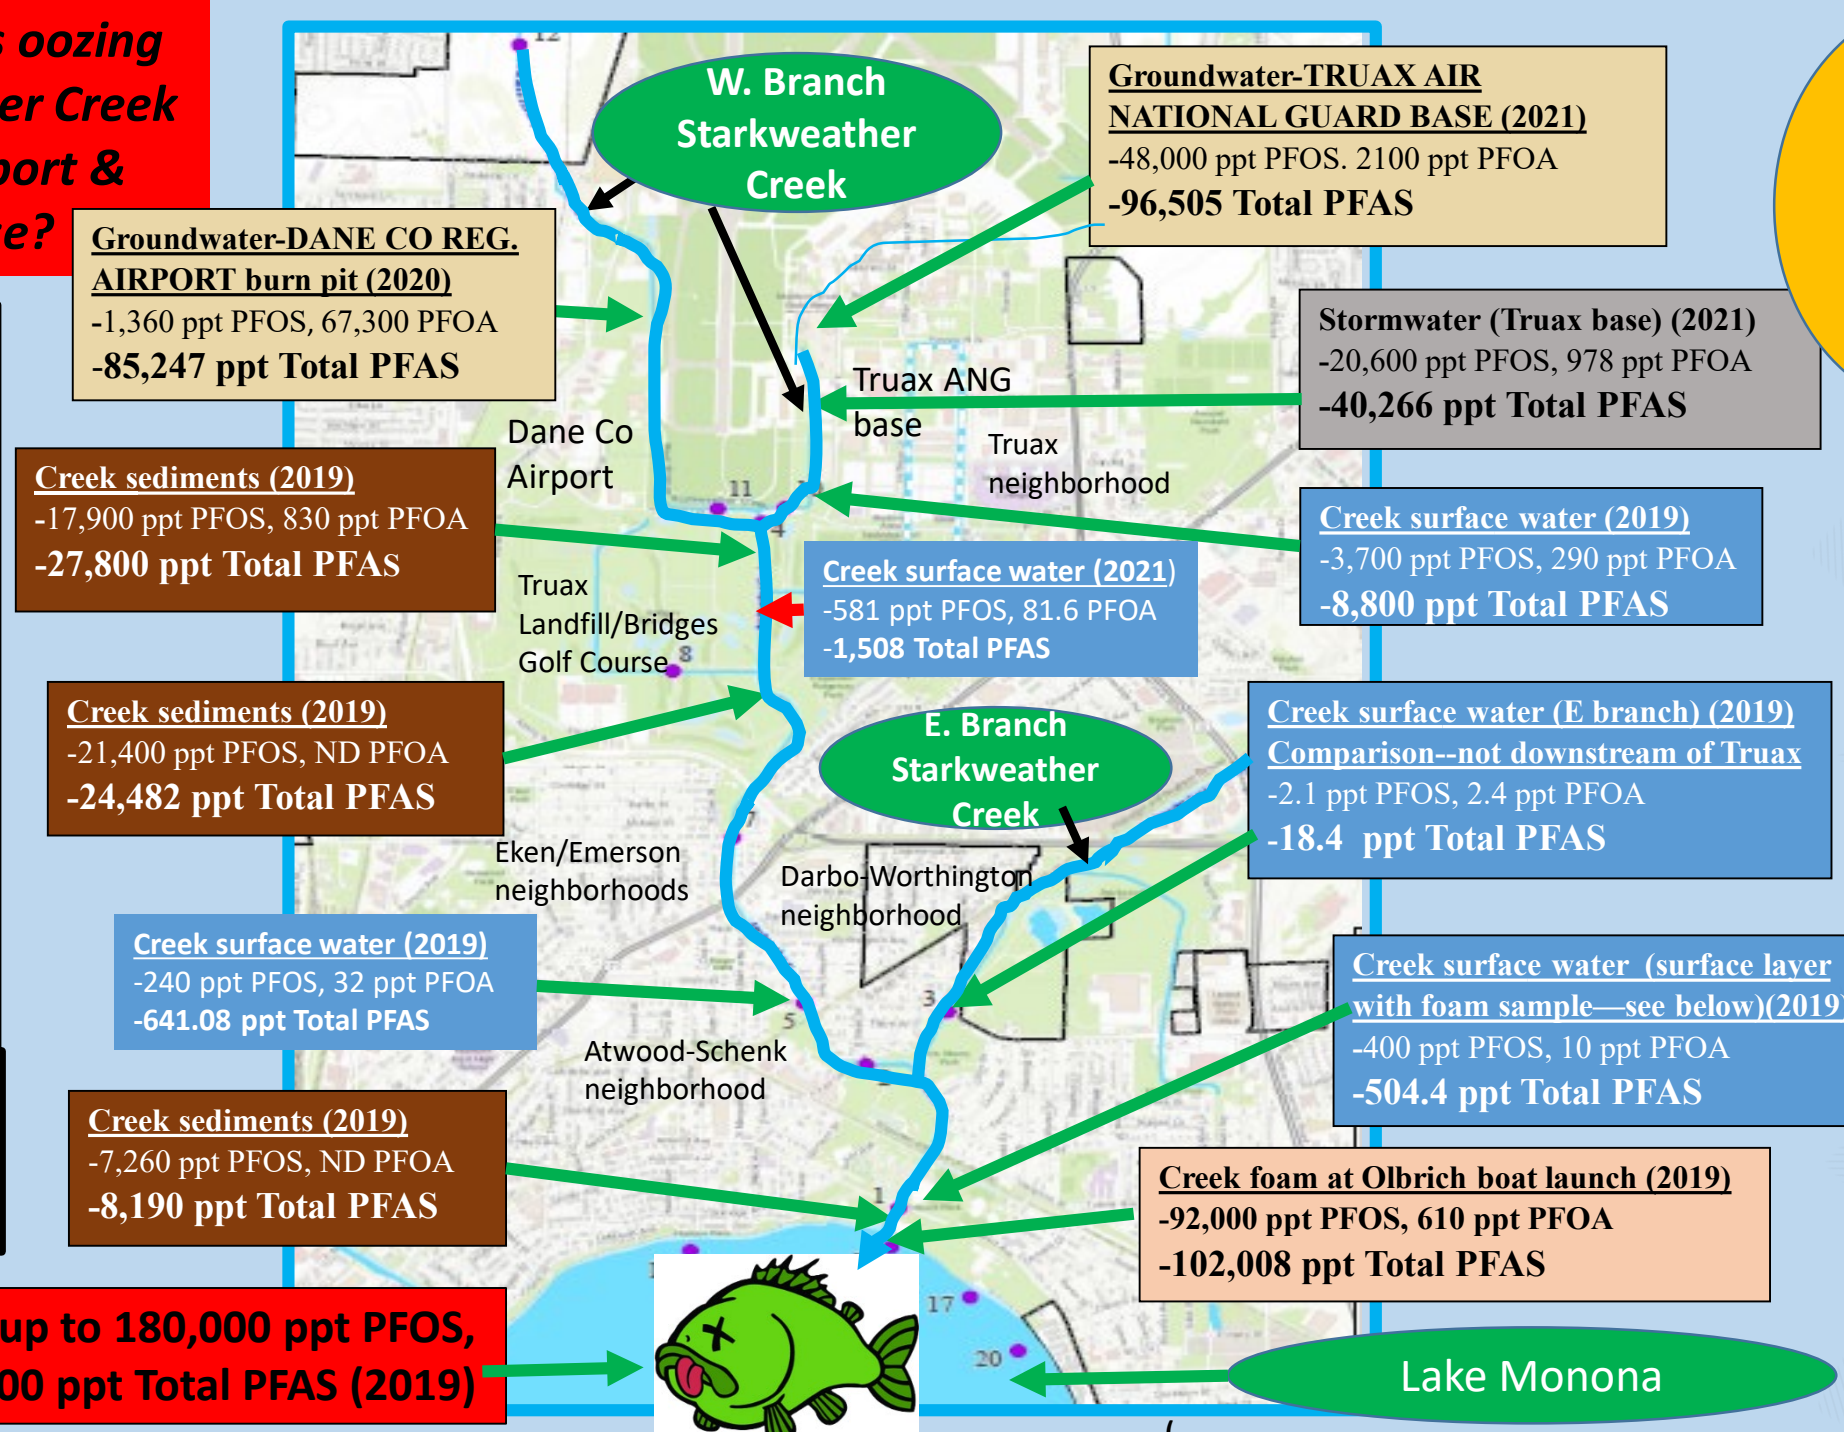 s oozing
er Creek
port &
e?
W. Branch
Starkweather
Creek
Groundwater-TRUAX AIR
NATIONAL GUARD BASE (2021)
-48,000 ppt PFOS. 2100 ppt PFOA
-96,505 Total PFAS
Groundwater-DANE CO REG.
AIRPORT burn pit (2020)
-1,360 ppt PFOS, 67,300 PFOA
-85,247 ppt Total PFAS
Stormwater (Truax base) (2021)
-20,600 ppt PFOS, 978 ppt PFOA
-40,266 ppt Total PFAS
Truax ANG
base
Dane Co
Airport
Truax
neighborhood
Creek sediments (2019)
-17,900 ppt PFOS, 830 ppt PFOA
-27,800 ppt Total PFAS
11
4
Creek surface water (2019)
-3,700 ppt PFOS, 290 ppt PFOA
-8,800 ppt Total PFAS
Creek surface water (2021)
-581 ppt PFOS, 81.6 PFOA
-1,508 Total PFAS
Truax
Landfill/Bridges
Golf Course
8
Creek sediments (2019)
-21,400 ppt PFOS, ND PFOA
-24,482 ppt Total PFAS
E. Branch
Starkweather
Creek
Creek surface water (E branch) (2019)
Comparison--not downstream of Truax
-2.1 ppt PFOS, 2.4 ppt PFOA
-18.4 ppt Total PFAS
7
Eken/Emerson
neighborhoods
Darbo-Worthington
neighborhood
Creek surface water (2019)
-240 ppt PFOS, 32 ppt PFOA
-641.08 ppt Total PFAS
3
5
Creek surface water (surface layer
with foam sample—see below)(2019)
-400 ppt PFOS, 10 ppt PFOA
-504.4 ppt Total PFAS
Atwood-Schenk
neighborhood
Creek sediments (2019)
-7,260 ppt PFOS, ND PFOA
-8,190 ppt Total PFAS
1
Creek foam at Olbrich boat launch (2019)
-92,000 ppt PFOS, 610 ppt PFOA
-102,008 ppt Total PFAS
17
20
up to 180,000 ppt PFOS,
00 ppt Total PFAS (2019)
Lake Monona